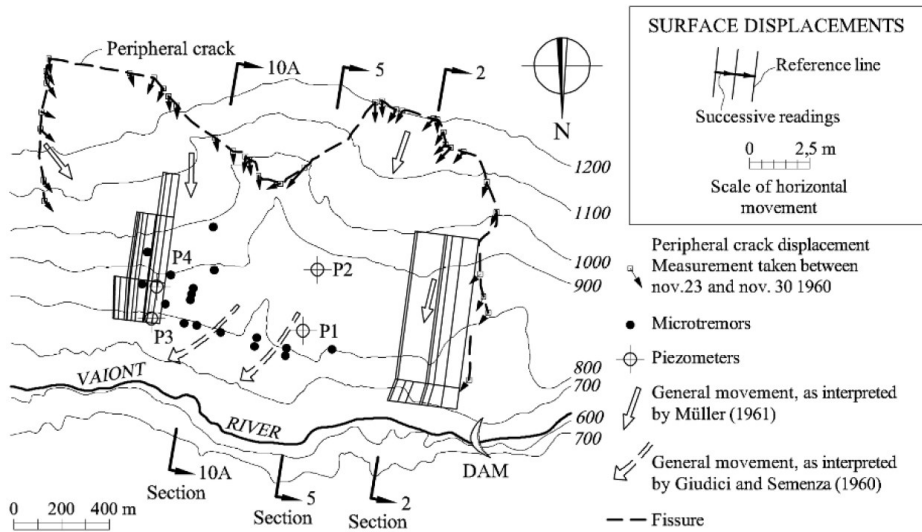 Peripheral crack
10A
5
2
N
1200
1100
1000
900
800
700
600
700
P4
P2
P3
P1
VAIONT
RIVER
DAM
10A
Section
5
Section
2
Section
0 200 400 m
SURFACE DISPLACEMENTS
Reference line
Successive readings
0 2,5 m
Scale of horizontal
movement
Peripheral crack displacement
Measurement taken between
nov.23 and nov. 30 1960
Microtremors
Piezometers
General movement, as interpreted
by Müller (1961)
General movement, as interpreted
by Giudici and Semenza (1960)
Fissure